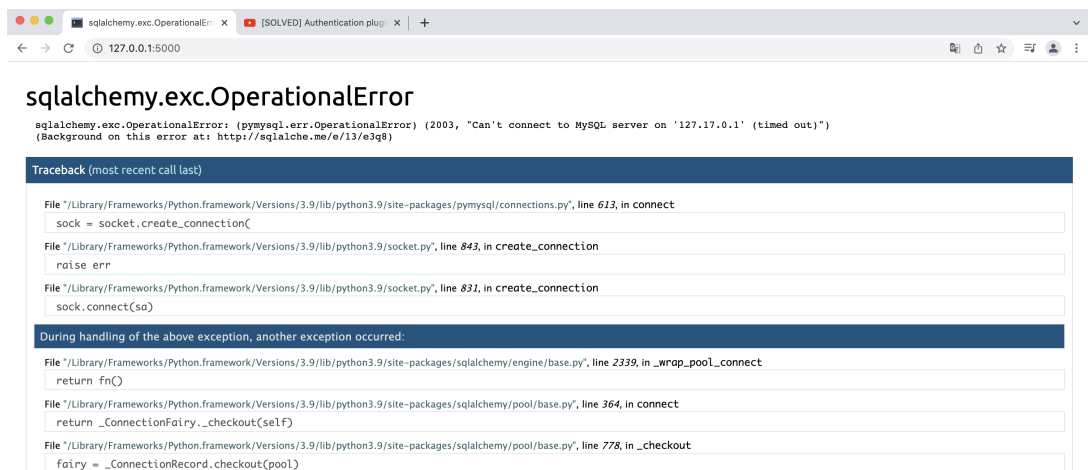 sqlalchemy.exc.OperationalErr
[SOLVED] Authentication plugi
127.0.0.1:5000
sqlalchemy.exc.OperationalError
sqlalchemy.exc.OperationalError: (pymysql.err.OperationalError) (2003, "Can't connect to MySQL server on '127.17.0.1' (timed out)")
(Background on this error at: http://sqlalche.me/e/13/e3q8)
Traceback (most recent call last)
File "/Library/Frameworks/Python.framework/Versions/3.9/lib/python3.9/site-packages/pymysql/connections.py", line 613, in connect
sock = socket.create_connection(
File "/Library/Frameworks/Python.framework/Versions/3.9/lib/python3.9/socket.py", line 843, in create_connection
raise err
File "/Library/Frameworks/Python.framework/Versions/3.9/lib/python3.9/socket.py", line 831, in create_connection
sock.connect(sa)
During handling of the above exception, another exception occurred:
File "/Library/Frameworks/Python.framework/Versions/3.9/lib/python3.9/site-packages/sqlalchemy/engine/base.py", line 2339, in _wrap_pool_connect
return fn()
File "/Library/Frameworks/Python.framework/Versions/3.9/lib/python3.9/site-packages/sqlalchemy/pool/base.py", line 364, in connect
return _ConnectionFairy._checkout(self)
File "/Library/Frameworks/Python.framework/Versions/3.9/lib/python3.9/site-packages/sqlalchemy/pool/base.py", line 778, in _checkout
fairy = _ConnectionRecord.checkout(pool)